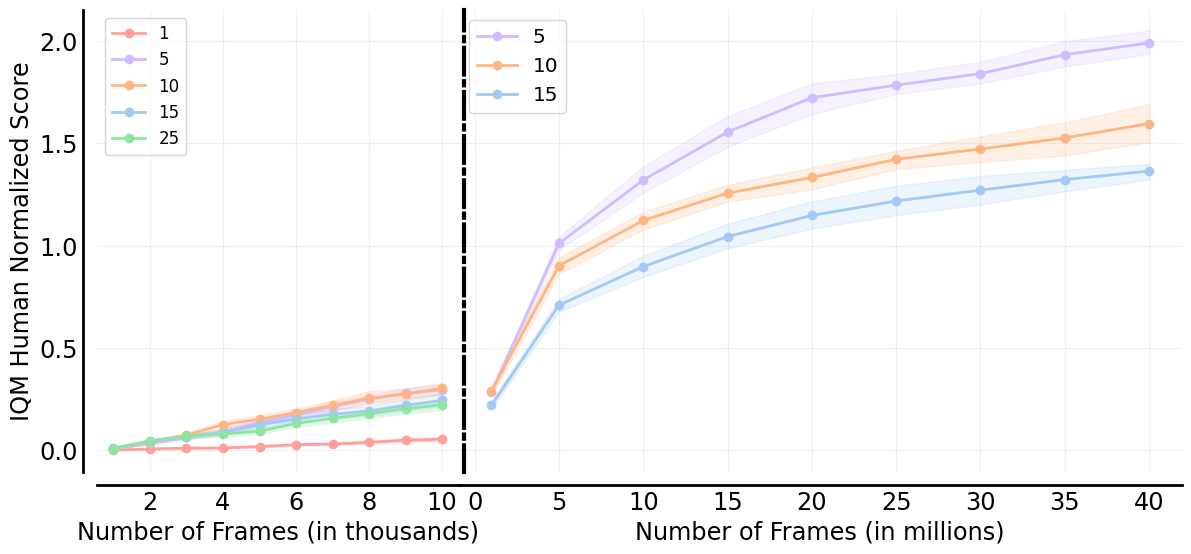 IQM Human Normalized Score
2.0
1.5
1.0
0.5
0.0
1
5
10
15
25
5
10
15
2 4 6 8 10
0 5 10 15 20 25 30 35 40
Number of Frames (in thousands)
Number of Frames (in millions)